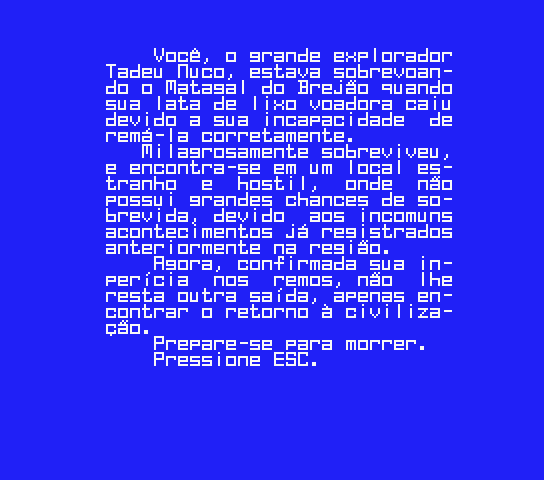 Você, o grande explorador
Tadeu Nuco, estava sobrevoan-
do o Matagal do Brejão quando
sua lata de lixo voadora caiu
devido a sua incapacidade  de
remá-la corretamente.
Milagrosamente sobreviveu,
e encontra-se em um local es-
tranho  e  hostil,  onde  não
possui grandes chances de so-
brevida, devido  aos incomuns
acontecimentos já registrados
anteriormente na região.
Agora, confirmada sua in-
perícia  nos  remos, não  lhe
resta outra saída, apenas en-
contrar o retorno à civiliza-
ção.
Prepare-se para morrer.
Pressione ESC.